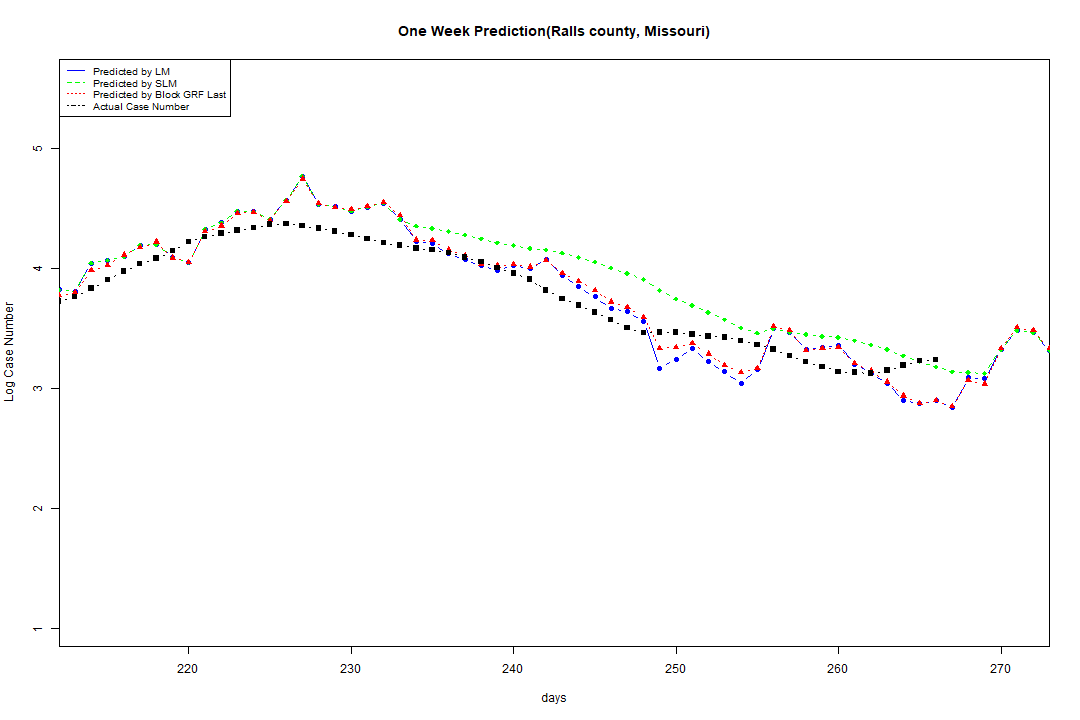 One Week Prediction(Ralls county, Missouri)
Predicted by LM
Predicted by SLM
Predicted by Block GRF Last
Actual Case Number
5
4
3
2
1
Log Case Number
220 230 240 250 260 270
days